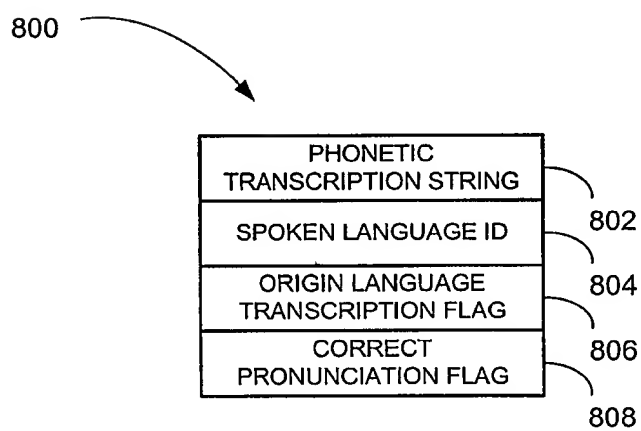 800
PHONETIC
TRANSCRIPTION STRING
802
SPOKEN LANGUAGE ID
804
ORIGIN LANGUAGE
TRANSCRIPTION FLAG
806
CORRECT
PRONUNCIATION FLAG
808